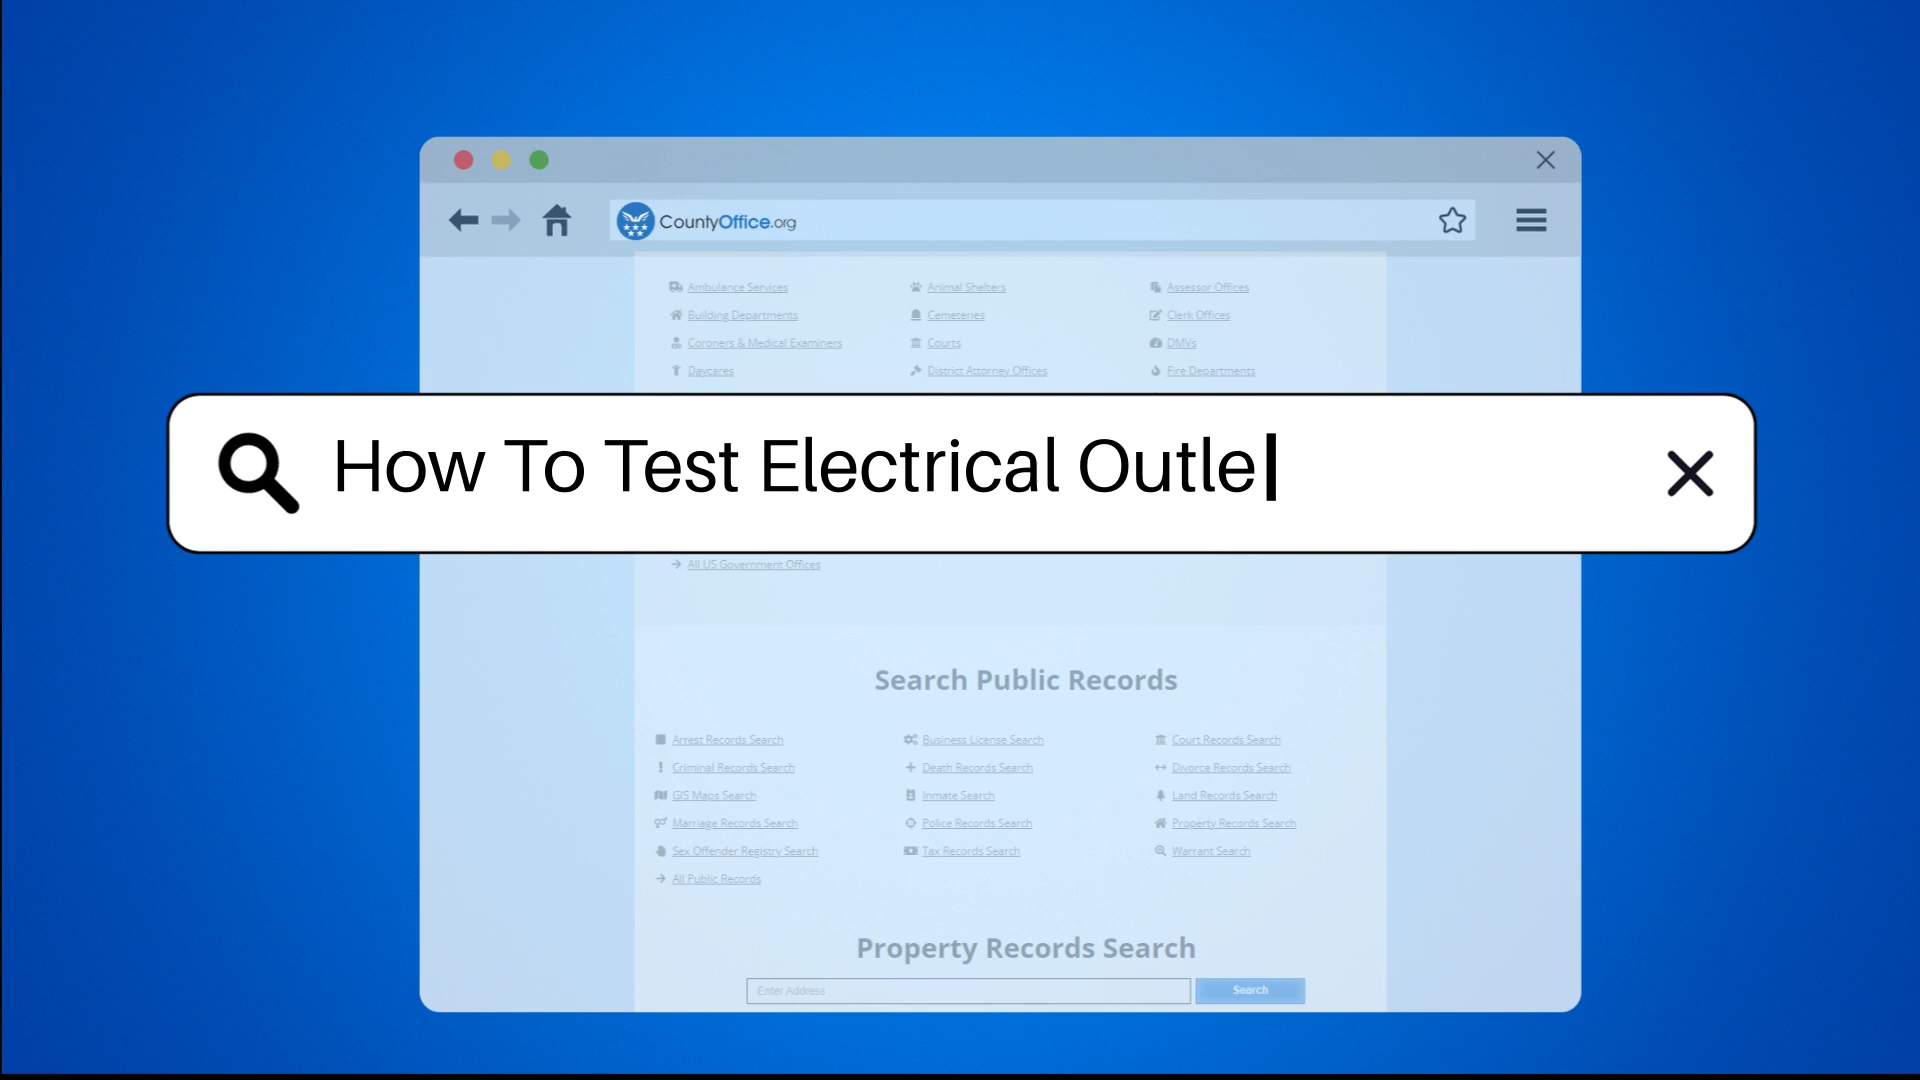 CountyOffice.org
Ambulance Services Animal Shelters Assessor Offices
Building Departments Cemeteries Clerk Offices
Coroners & Medical Examiners Courts DMVs
Daycares District Attorney Offices Fire Departments
How To Test Electrical Outle
All US Government Offices
Search Public Records
Arrest Records Search Business License Search Court Records Search
Criminal Records Search Death Records Search Divorce Records Search
GIS Maps Search Inmate Search Land Records Search
Marriage Records Search Police Records Search Property Records Search
Sex Offender Registry Search Tax Records Search Warrant Search
All Public Records
Property Records Search
Enter Address Search